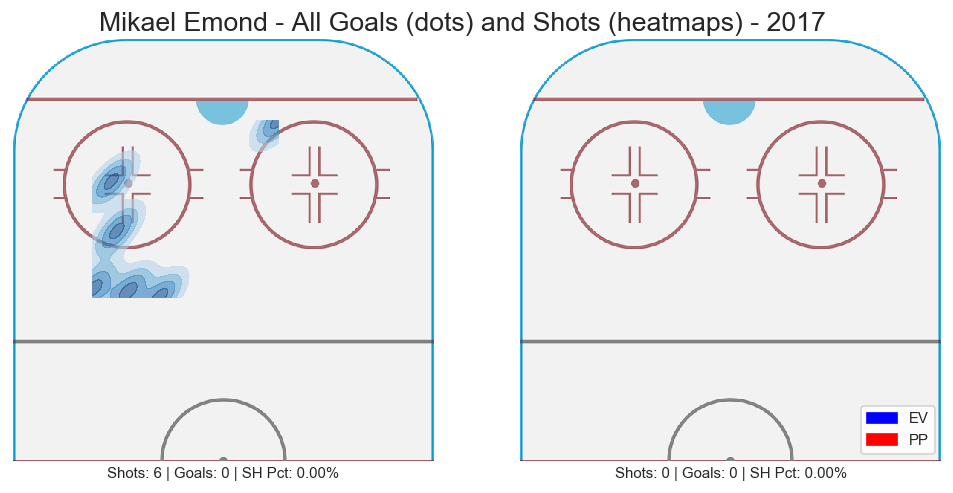 Mikael Emond - All Goals (dots) and Shots (heatmaps) - 2017
EV
PP
Shots: 6 | Goals: 0 | SH Pct: 0.00%
Shots: 0 | Goals: 0 | SH Pct: 0.00%